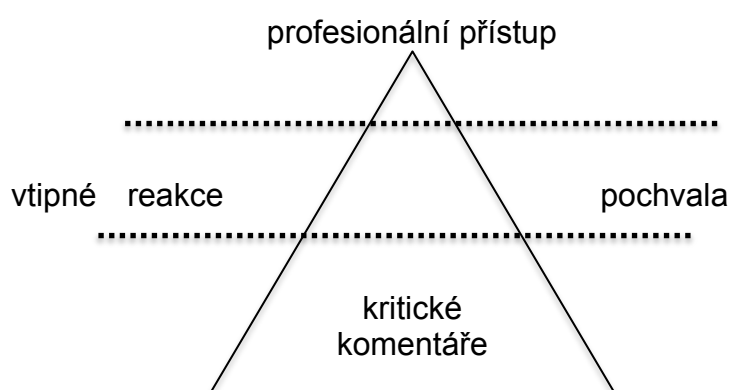 profesionální přístup
vtipné reakce
pochvala
kritické
komentáře